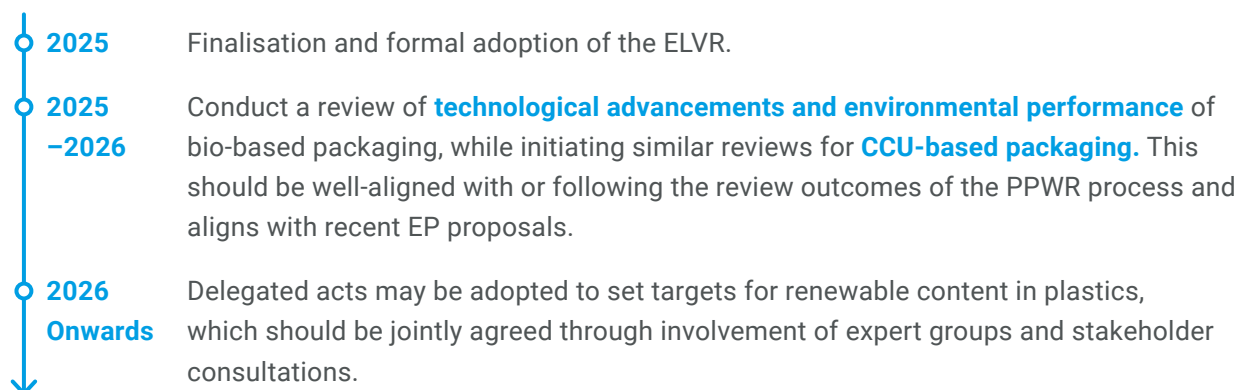 2025 Finalisation and formal adoption of the ELVR.
2025 Conduct a review of technological advancements and environmental performance of
–2026 bio-based packaging, while initiating similar reviews for CCU-based packaging. This
should be well-aligned with or following the review outcomes of the PPWR process and
aligns with recent EP proposals.
2026 Delegated acts may be adopted to set targets for renewable content in plastics,
Onwards which should be jointly agreed through involvement of expert groups and stakeholder
consultations.